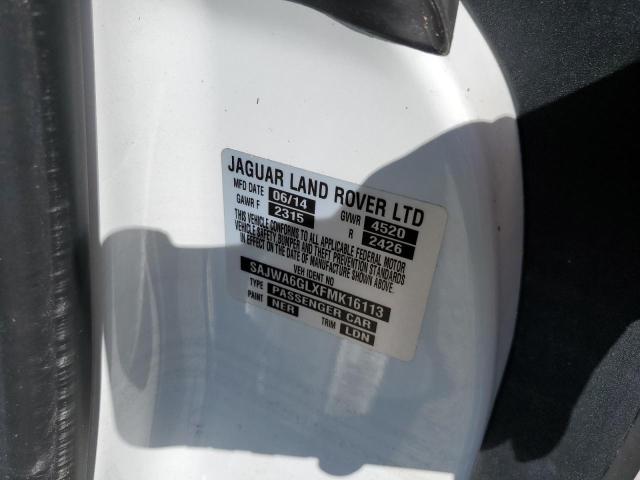 JAGUAR LAND ROVER LTD
MFD DATE 06/14 GVWR 4520
GAWR F 2315 R 2426
THIS VEHICLE CONFORMS TO ALL APPLICABLE FEDERAL MOTOR
VEHICLE SAFETY, BUMPER AND THEFT PREVENTION STANDARDS
IN EFFECT ON THE DATE OF MANUFACTURE SHOWN ABOVE.
VEH IDENT NO
SAJWA6GLXFMK16113
TYPE PASSENGER CAR
PAINT NER TRIM LDN